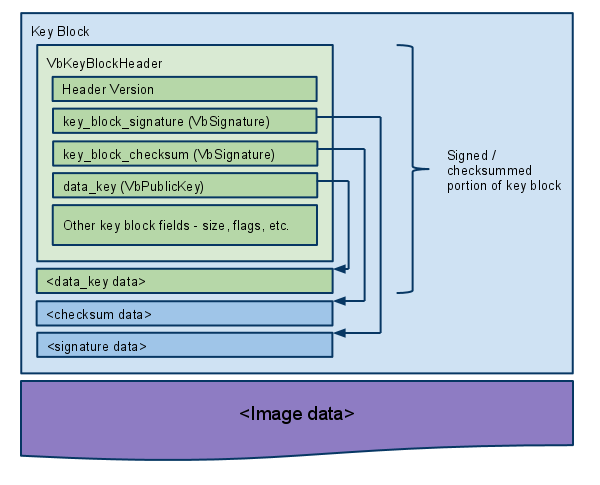 Key Block
VbKeyBlockHeader
Header Version
key_block_signature (VbSignature)
key_block_checksum (VbSignature)
data_key (VbPublicKey)
Other key block fields - size, flags, etc.
<data_key data>
<checksum data>
<signature data>
Signed /
checksummed
portion of key block
<Image data>